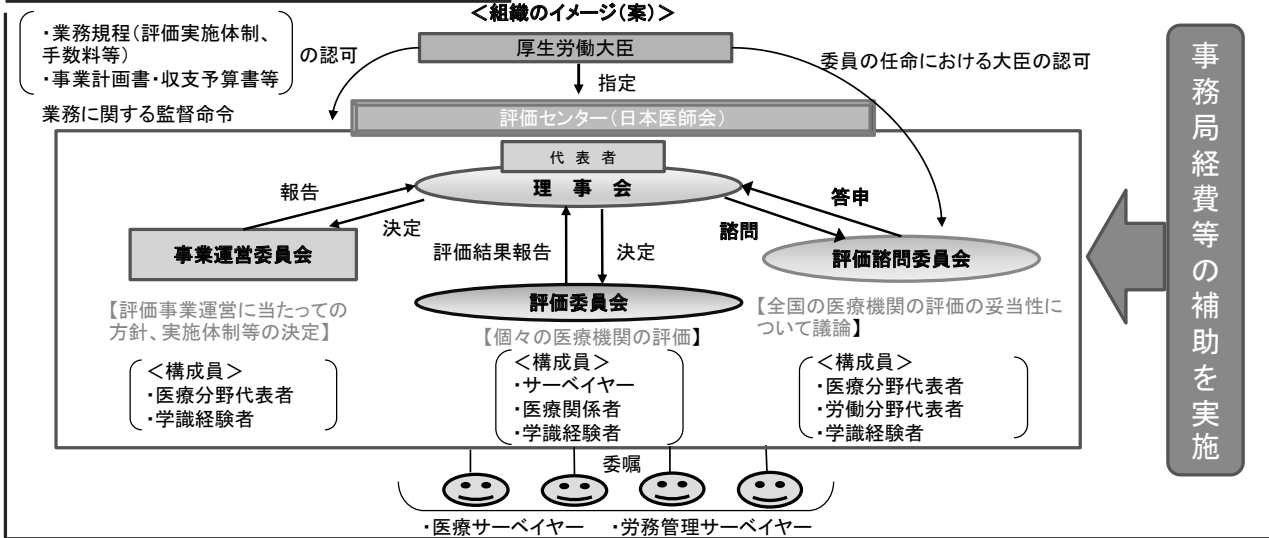 ＜組織のイメージ（案）＞
・業務規程（評価実施体制、
手数料等）
・事業計画書・収支予算書等
の認可
業務に関する監督命令
厚生労働大臣
指定
委員の任命における大臣の認可
評価センター（日本医師会）
代 表 者
理　事　会
報告
決定
評価結果報告
決定
諮問
答申
事業運営委員会
【評価事業運営に当たっての
方針、実施体制等の決定】
＜構成員＞
・医療分野代表者
・学識経験者
評価委員会
【個々の医療機関の評価】
＜構成員＞
・サーベイヤー
・医療関係者
・学識経験者
評価諮問委員会
【全国の医療機関の評価の妥当性に
ついて議論】
＜構成員＞
・医療分野代表者
・労働分野代表者
・学識経験者
委嘱
・医療サーベイヤー　・労務管理サーベイヤー
事務局経費等の補助を実施